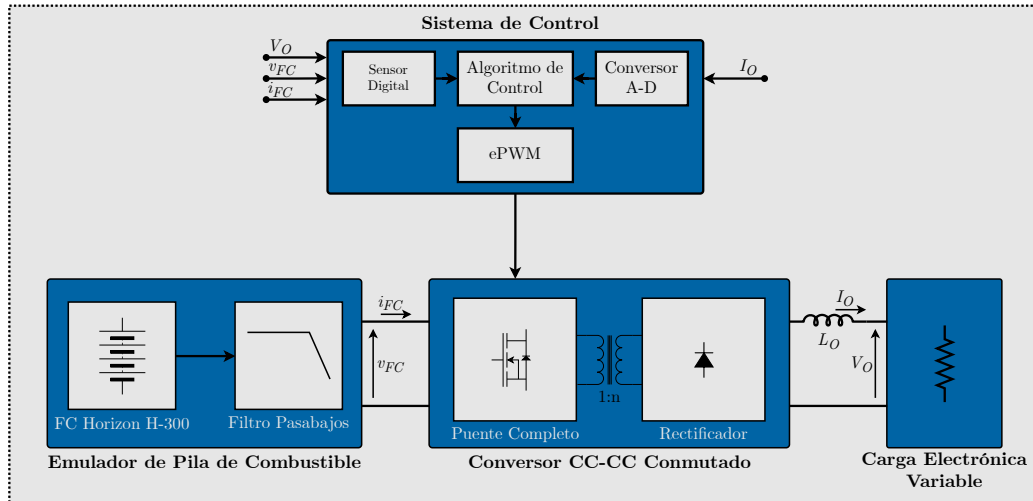 Sistema de Control
V_O
v_FC
i_FC
Sensor
Digital
Algoritmo de
Control
Conversor
A-D
I_O
ePWM
i_FC
v_FC
I_O
L_O
V_O
1:n
FC Horizon H-300
Filtro Pasabajos
Puente Completo
Rectificador
Emulador de Pila de Combustible
Conversor CC-CC Conmutado
Carga Electrónica
Variable